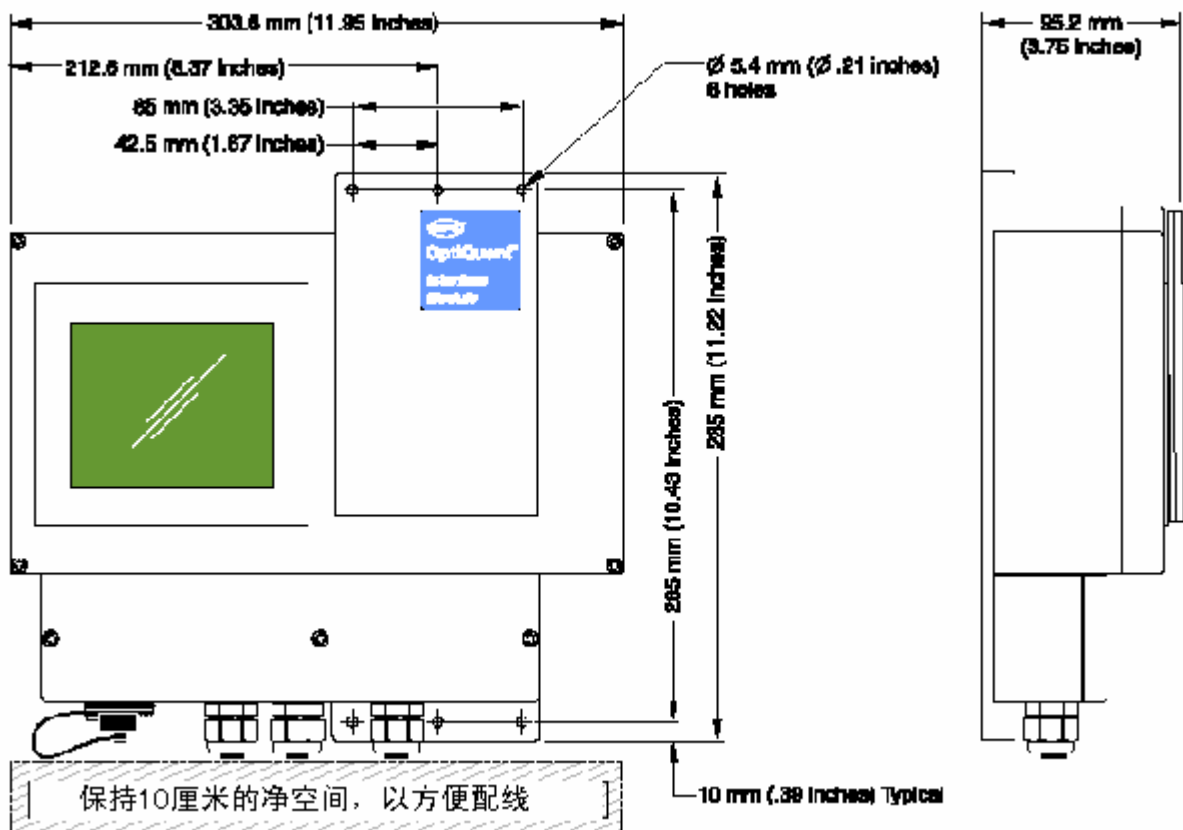 303.6 mm (11.95 inches)
95.2 mm
(3.75 inches)
212.6 mm (8.37 inches)
Ø 5.4 mm (Ø .21 inches)
6 holes
85 mm (3.35 inches)
42.5 mm (1.67 inches)
OptiQuant™
Interface
Module
285 mm (11.22 inches)
265 mm (10.43 inches)
保持10厘米的净空间，以方便配线
10 mm (.39 inches) Typical